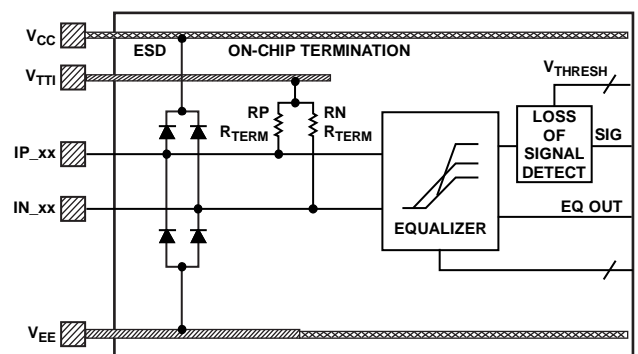 VCC
ESD
ON-CHIP TERMINATION
VTTI
VTHRESH
RP
RN
RTERM
RTERM
LOSS
OF
SIGNAL
DETECT
SIG
IP_xx
IN_xx
EQUALIZER
EQ OUT
VEE